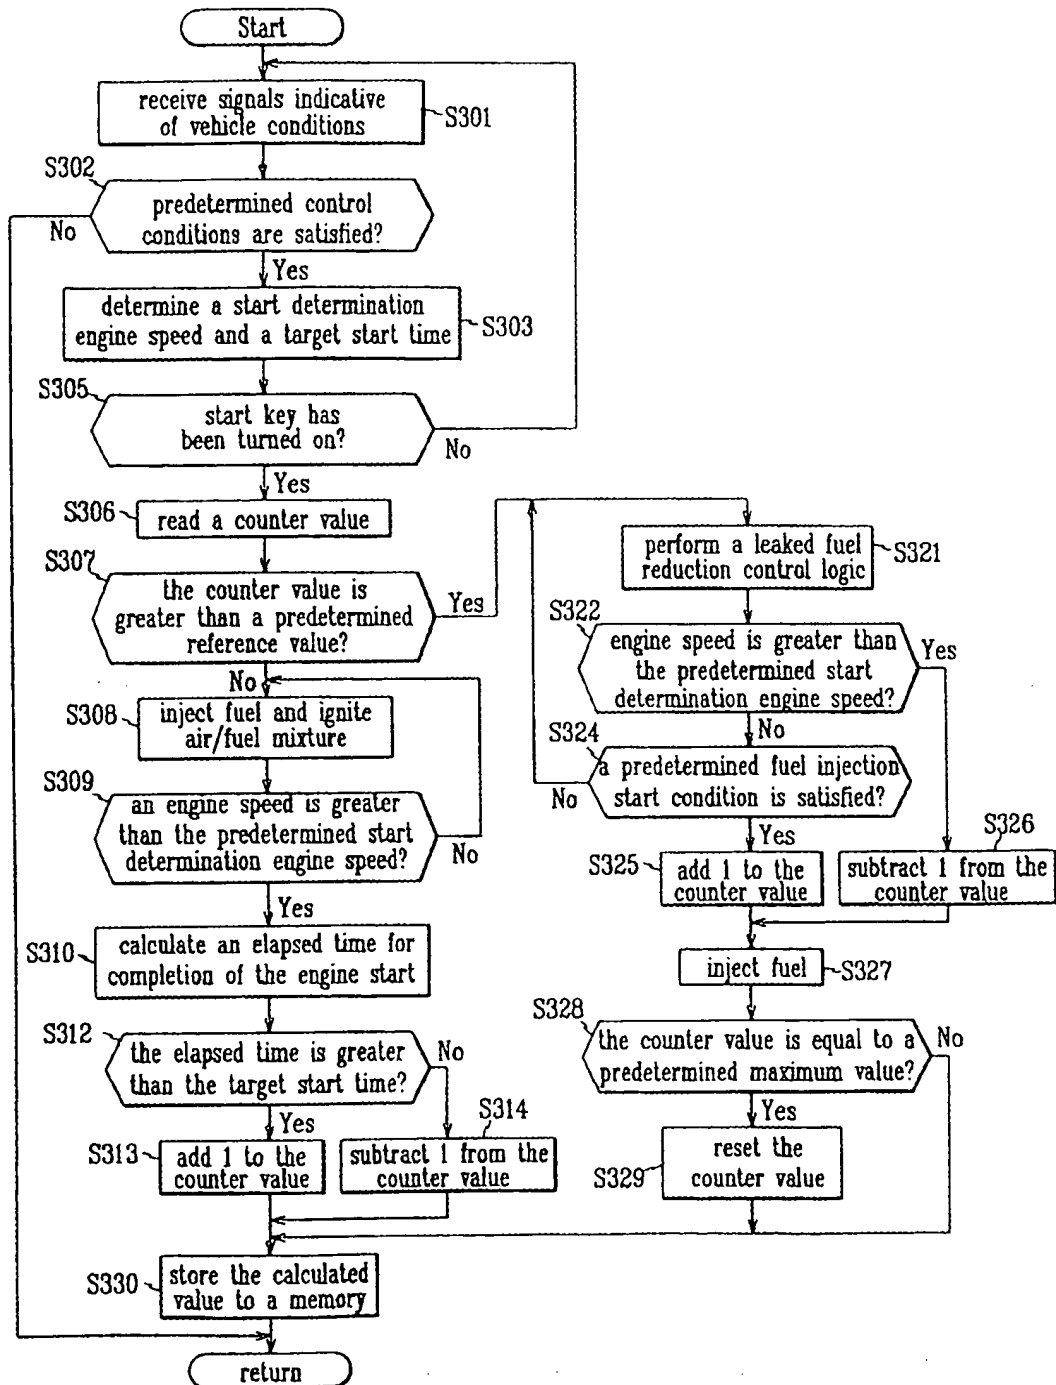 Start
receive signals indicative
of vehicle conditions
S301
S302
predetermined control
conditions are satisfied?
No
Yes
determine a start determination
engine speed and a target start time
S303
S305
start key has
been turned on?
No
Yes
S306
read a counter value
S307
the counter value is
greater than a predetermined
reference value?
Yes
No
S308
inject fuel and ignite
air/fuel mixture
S309
an engine speed is greater
than the predetermined start
determination engine speed?
No
Yes
S310
calculate an elapsed time for
completion of the engine start
S312
the elapsed time is greater
than the target start time?
No
Yes
S313
add 1 to the
counter value
S314
subtract 1 from the
counter value
perform a leaked fuel
reduction control logic
S321
S322
engine speed is greater than
the predetermined start
determination engine speed?
Yes
No
S324
a predetermined fuel injection
start condition is satisfied?
No
Yes
S325
add 1 to the
counter value
S326
subtract 1 from the
counter value
inject fuel
S327
S328
the counter value is equal to a
predetermined maximum value?
No
Yes
S329
reset the
counter value
S330
store the calculated
value to a memory
return